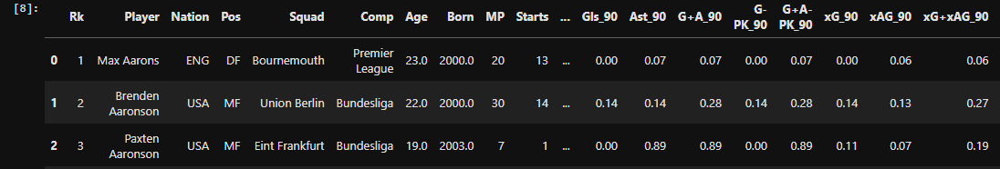 [8]:
Rk Player Nation Pos Squad Comp Age Born MP Starts ... Gls_90 Ast_90 G+A_90 G-PK_90 G+A-PK_90 xG_90 xAG_90 xG+xAG_90
0 1 Max Aarons ENG DF Bournemouth Premier League 23.0 2000.0 20 13 ... 0.00 0.07 0.07 0.00 0.07 0.00 0.06 0.06
1 2 Brenden Aaronson USA MF Union Berlin Bundesliga 22.0 2000.0 30 14 ... 0.14 0.14 0.28 0.14 0.28 0.14 0.13 0.27
2 3 Paxten Aaronson USA MF Eint Frankfurt Bundesliga 19.0 2003.0 7 1 ... 0.00 0.89 0.89 0.00 0.89 0.11 0.07 0.19